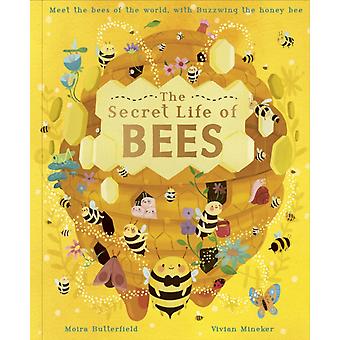 Meet the bees of the world, with Buzzwing the honey bee
The
Secret Life of
BEES
Moira Butterfield
Vivian Mineker